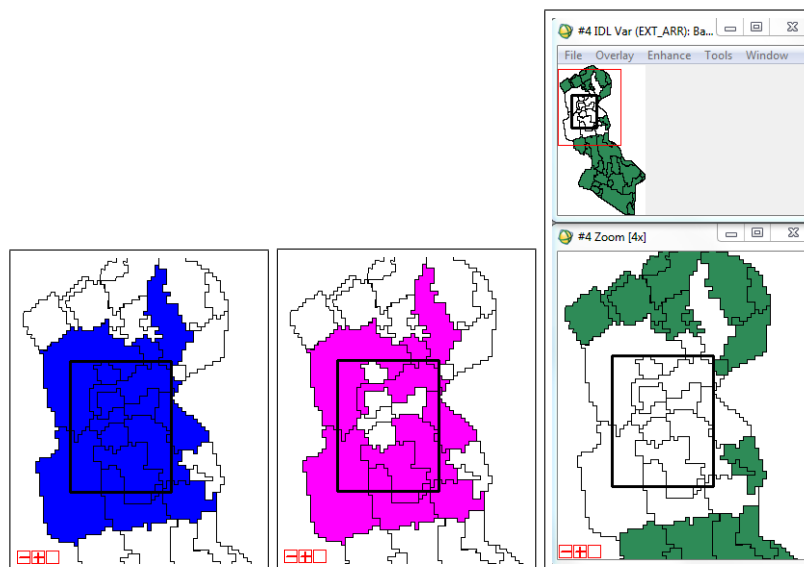 #4 IDL Var (EXT_ARR): Ba...
File Overlay Enhance Tools Window
#4 Zoom [4x]